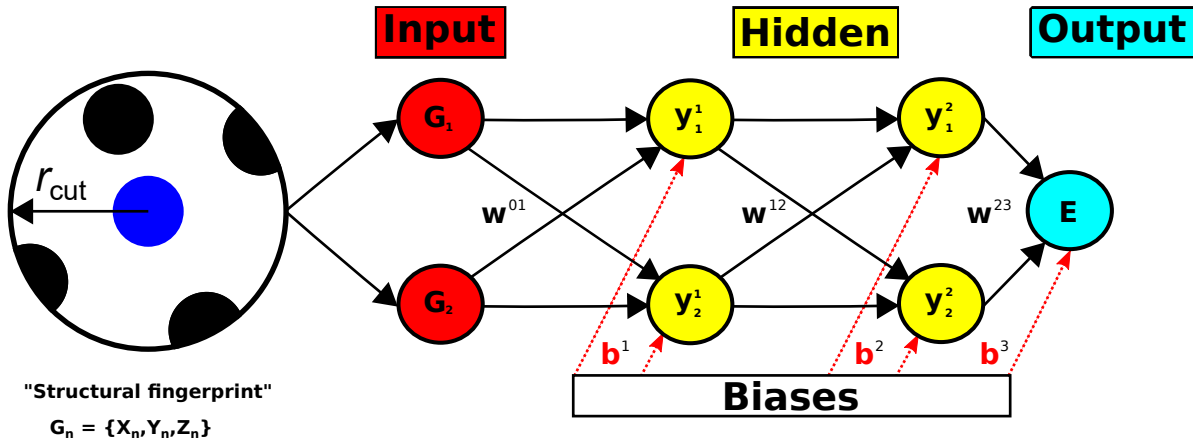 Input
Hidden
Output
r_cut
G₁
y¹₁
y²₁
w⁰¹
w¹²
w²³
E
G₂
y¹₂
y²₂
b¹
b²
b³
Biases
"Structural fingerprint"
Gₙ = {Xₙ,Yₙ,Zₙ}